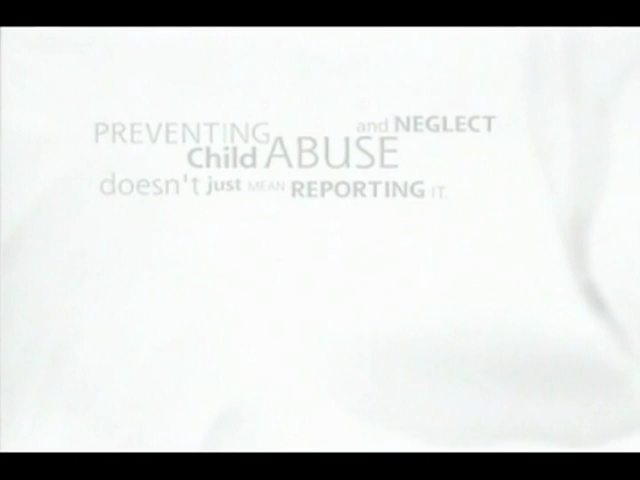 PREVENTING
Child ABUSE and NEGLECT
doesn't just MEAN REPORTING IT.